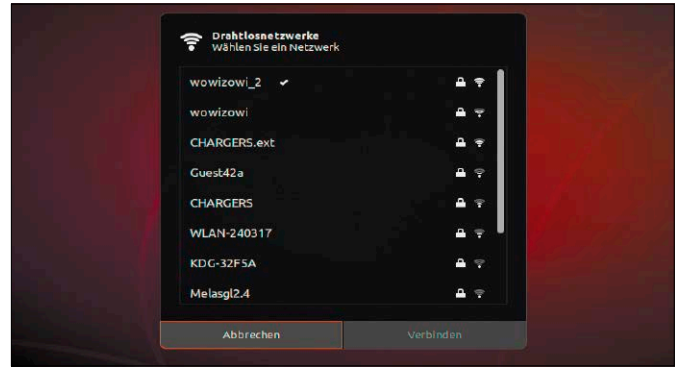 Drahtlosnetzwerke
Wählen Sie ein Netzwerk
wowizowi_2
wowizowi
CHARGERS.ext
Guest42a
CHARGERS
WLAN-240317
KDG-32F5A
Melasgl2.4
Abbrechen
Verbinden